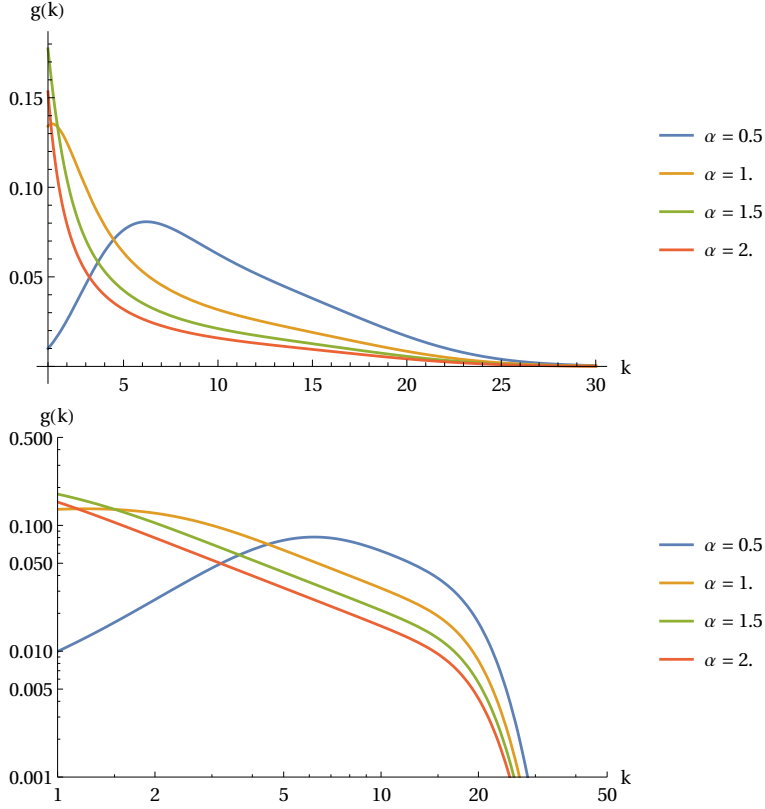 g(k)
0.15
0.10
0.05
5 10 15 20 25 30 k
α = 0.5
α = 1.
α = 1.5
α = 2.
g(k)
0.500
0.100
0.050
0.010
0.005
0.001
1 2 5 10 20 50 k
α = 0.5
α = 1.
α = 1.5
α = 2.